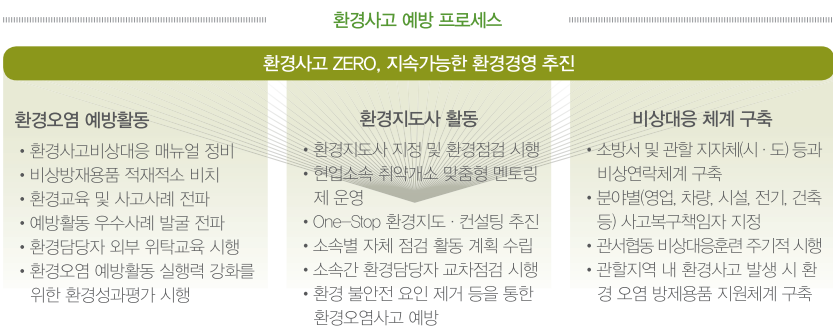 환경사고 예방 프로세스
환경사고 ZERO, 지속가능한 환경경영 추진
환경오염 예방활동
• 환경사고비상대응 매뉴얼 정비
• 비상방재용품 적재적소 비치
• 환경교육 및 사고사례 전파
• 예방활동 우수사례 발굴 전파
• 환경담당자 외부 위탁교육 시행
• 환경오염 예방활동 실행력 강화를
위한 환경성과평가 시행
환경지도사 활동
• 환경지도사 지정 및 환경점검 시행
• 현업소속 취약개소 맞춤형 멘토링
제 운영
• One-Stop 환경지도 · 컨설팅 추진
• 소속별 자체 점검 활동 계획 수립
• 소속간 환경담당자 교차점검 시행
• 환경 불안전 요인 제거 등을 통한
환경오염사고 예방
비상대응 체계 구축
• 소방서 및 관할 지자체(시 · 도) 등과
비상연락체계 구축
• 분야별(영업, 차량, 시설, 전기, 건축
등) 사고복구책임자 지정
• 관서협동 비상대응훈련 주기적 시행
• 관할지역 내 환경사고 발생 시 환
경 오염 방제용품 지원체계 구축